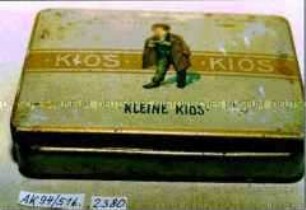 KIOS · KIOS
KLEINE KIOS·
AK 94/516. 2380